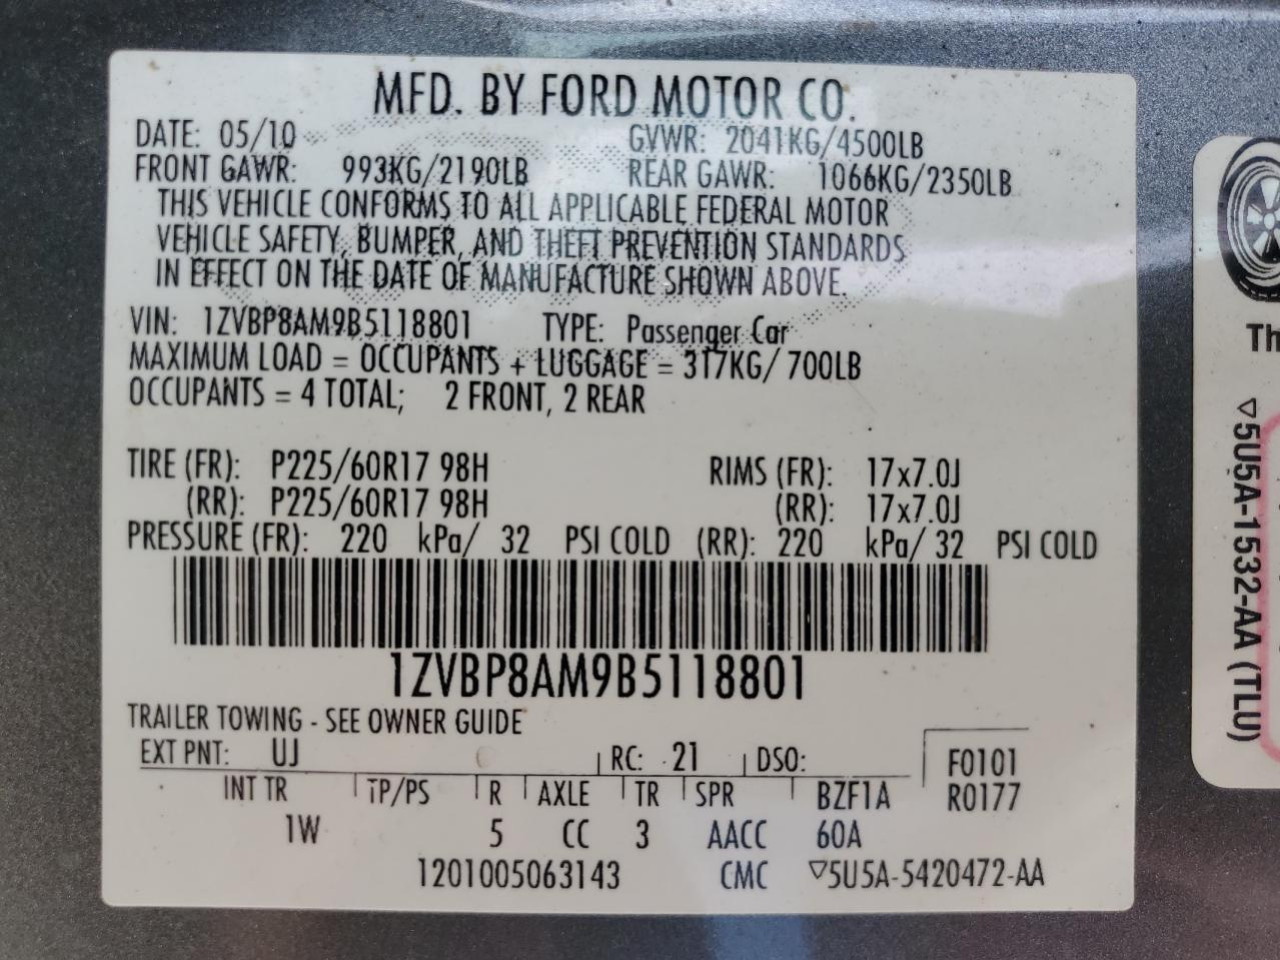 MFD. BY FORD MOTOR CO.
DATE: 05/10 GVWR: 2041KG/4500LB
FRONT GAWR: 993KG/2190LB REAR GAWR: 1066KG/2350LB
THIS VEHICLE CONFORMS TO ALL APPLICABLE FEDERAL MOTOR
VEHICLE SAFETY, BUMPER, AND THEFT PREVENTION STANDARDS
IN EFFECT ON THE DATE OF MANUFACTURE SHOWN ABOVE.
VIN: 1ZVBP8AM9B5118801 TYPE: Passenger Car
MAXIMUM LOAD = OCCUPANTS + LUGGAGE = 317KG/ 700LB
OCCUPANTS = 4 TOTAL; 2 FRONT, 2 REAR
TIRE (FR): P225/60R17 98H RIMS (FR): 17x7.0J
(RR): P225/60R17 98H (RR): 17x7.0J
PRESSURE (FR): 220 kPa/ 32 PSI COLD (RR): 220 kPa/ 32 PSI COLD
1ZVBP8AM9B5118801
TRAILER TOWING - SEE OWNER GUIDE
EXT PNT: UJ RC: 21 DSO: F0101
INT TR TP/PS R AXLE TR SPR BZF1A R0177
1W 5 CC 3 AACC 60A
1201005063143 CMC ▽5U5A-5420472-AA
Th
▽5U5A-1532-AA (TLU)